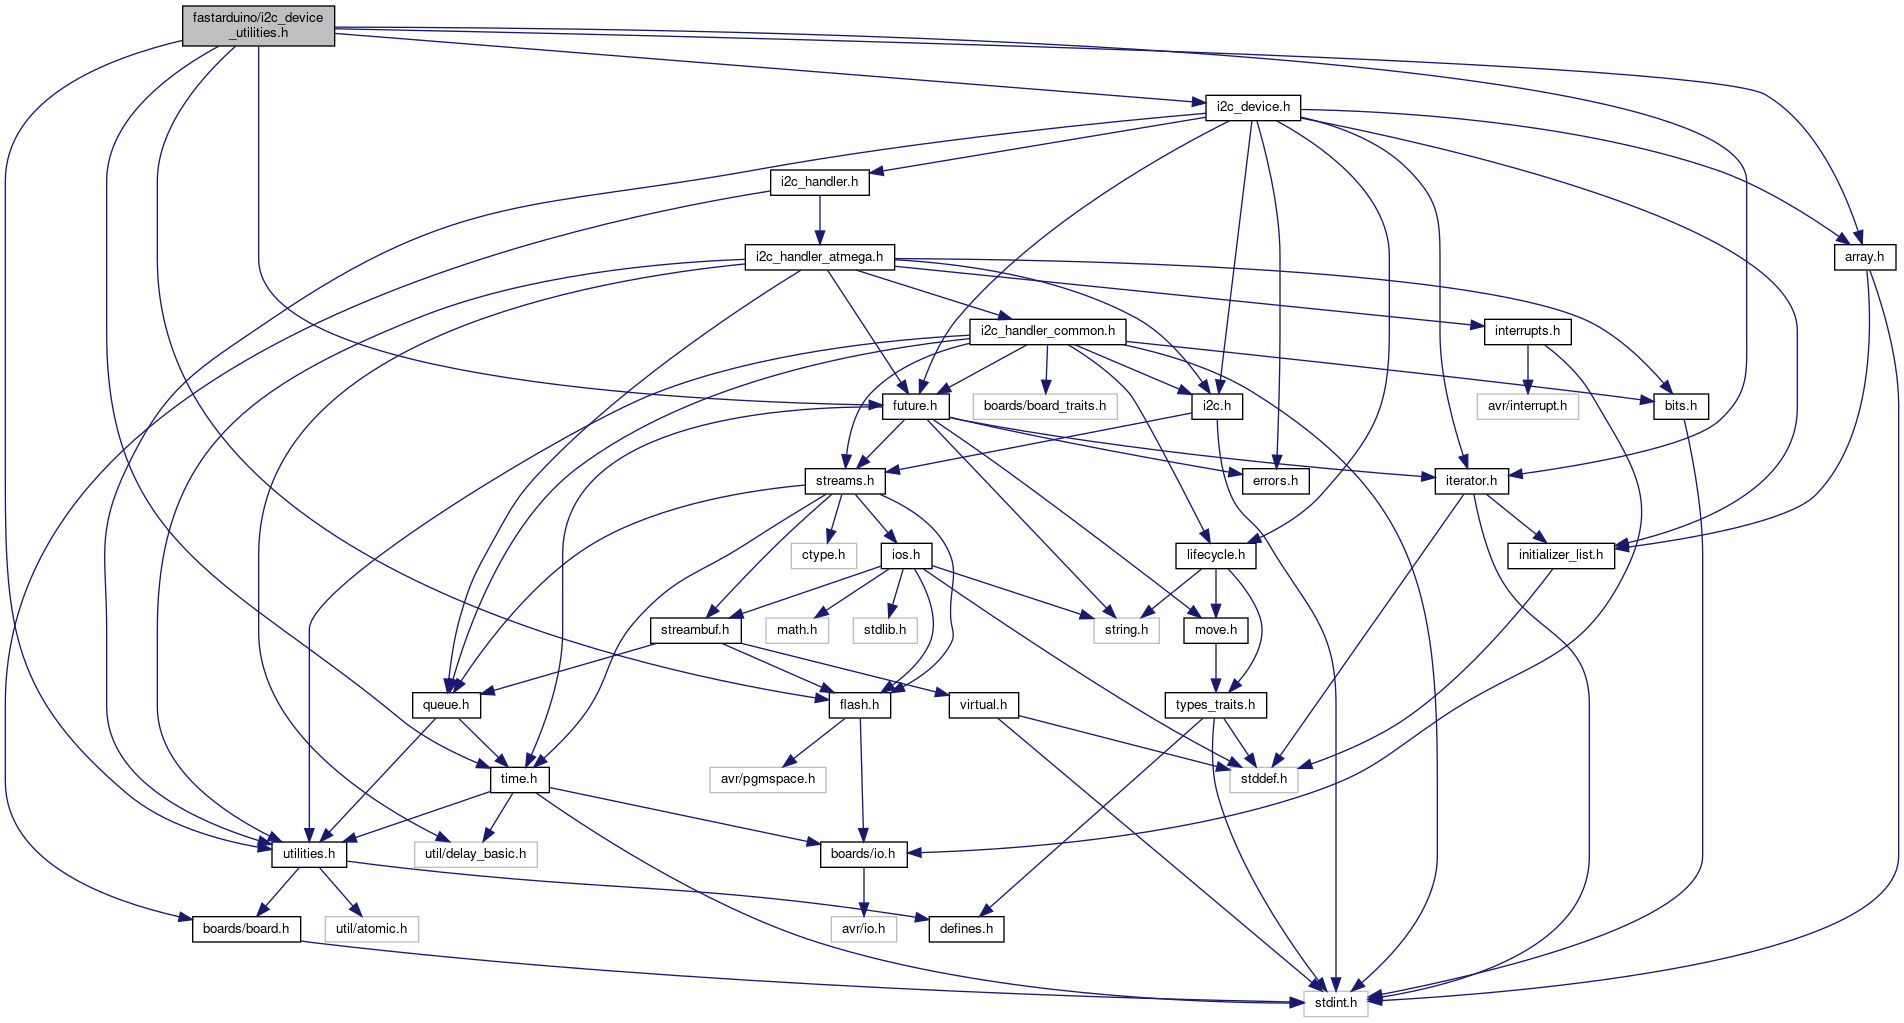 fastarduino/i2c_device
_utilities.h
i2c_device.h
i2c_handler.h
i2c_handler_atmega.h
array.h
i2c_handler_common.h
interrupts.h
future.h
boards/board_traits.h
i2c.h
avr/interrupt.h
bits.h
streams.h
errors.h
iterator.h
ctype.h
ios.h
lifecycle.h
initializer_list.h
streambuf.h
math.h
stdlib.h
string.h
move.h
queue.h
flash.h
virtual.h
types_traits.h
time.h
avr/pgmspace.h
stddef.h
utilities.h
util/delay_basic.h
boards/io.h
boards/board.h
util/atomic.h
avr/io.h
defines.h
stdint.h